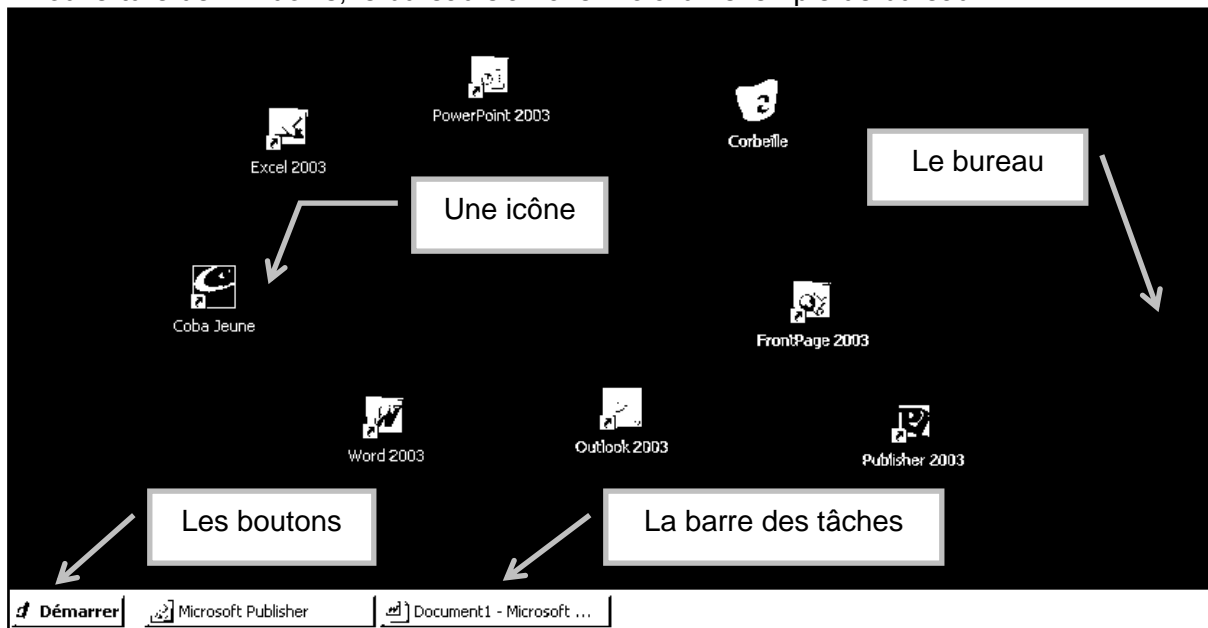 PowerPoint 2003
Corbeille
Excel 2003
Le bureau
Une icône
Coba Jeune
FrontPage 2003
Word 2003
Outlook 2003
Publisher 2003
Les boutons
La barre des tâches
Démarrer
Microsoft Publisher
Document1 - Microsoft ...